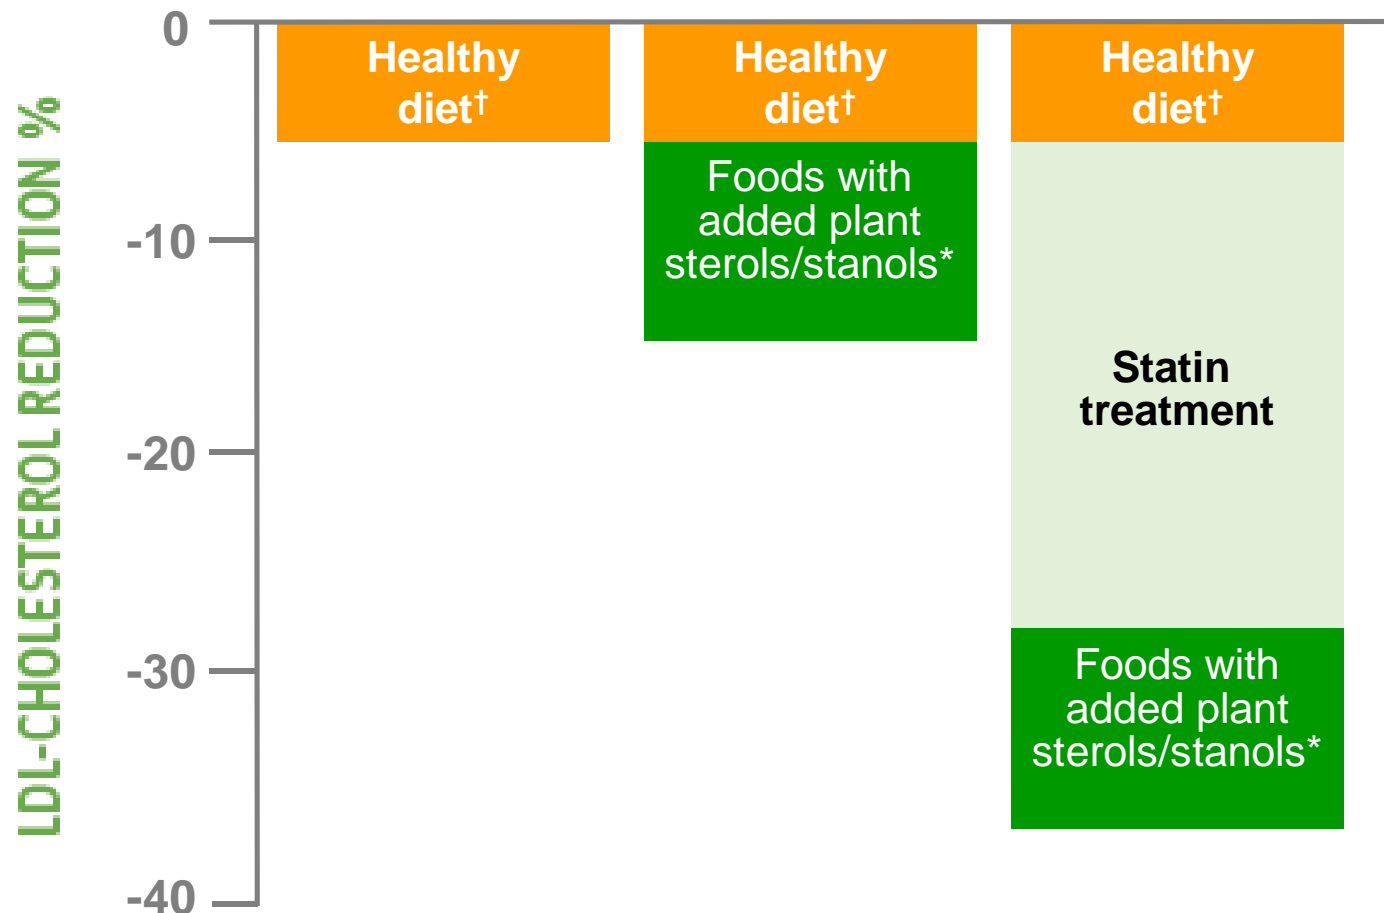 LDL-CHOLESTEROL REDUCTION %
0
-10
-20
-30
-40
Healthy
diet†
Healthy
diet†
Foods with
added plant
sterols/stanols*
Healthy
diet†
Statin
treatment
Foods with
added plant
sterols/stanols*